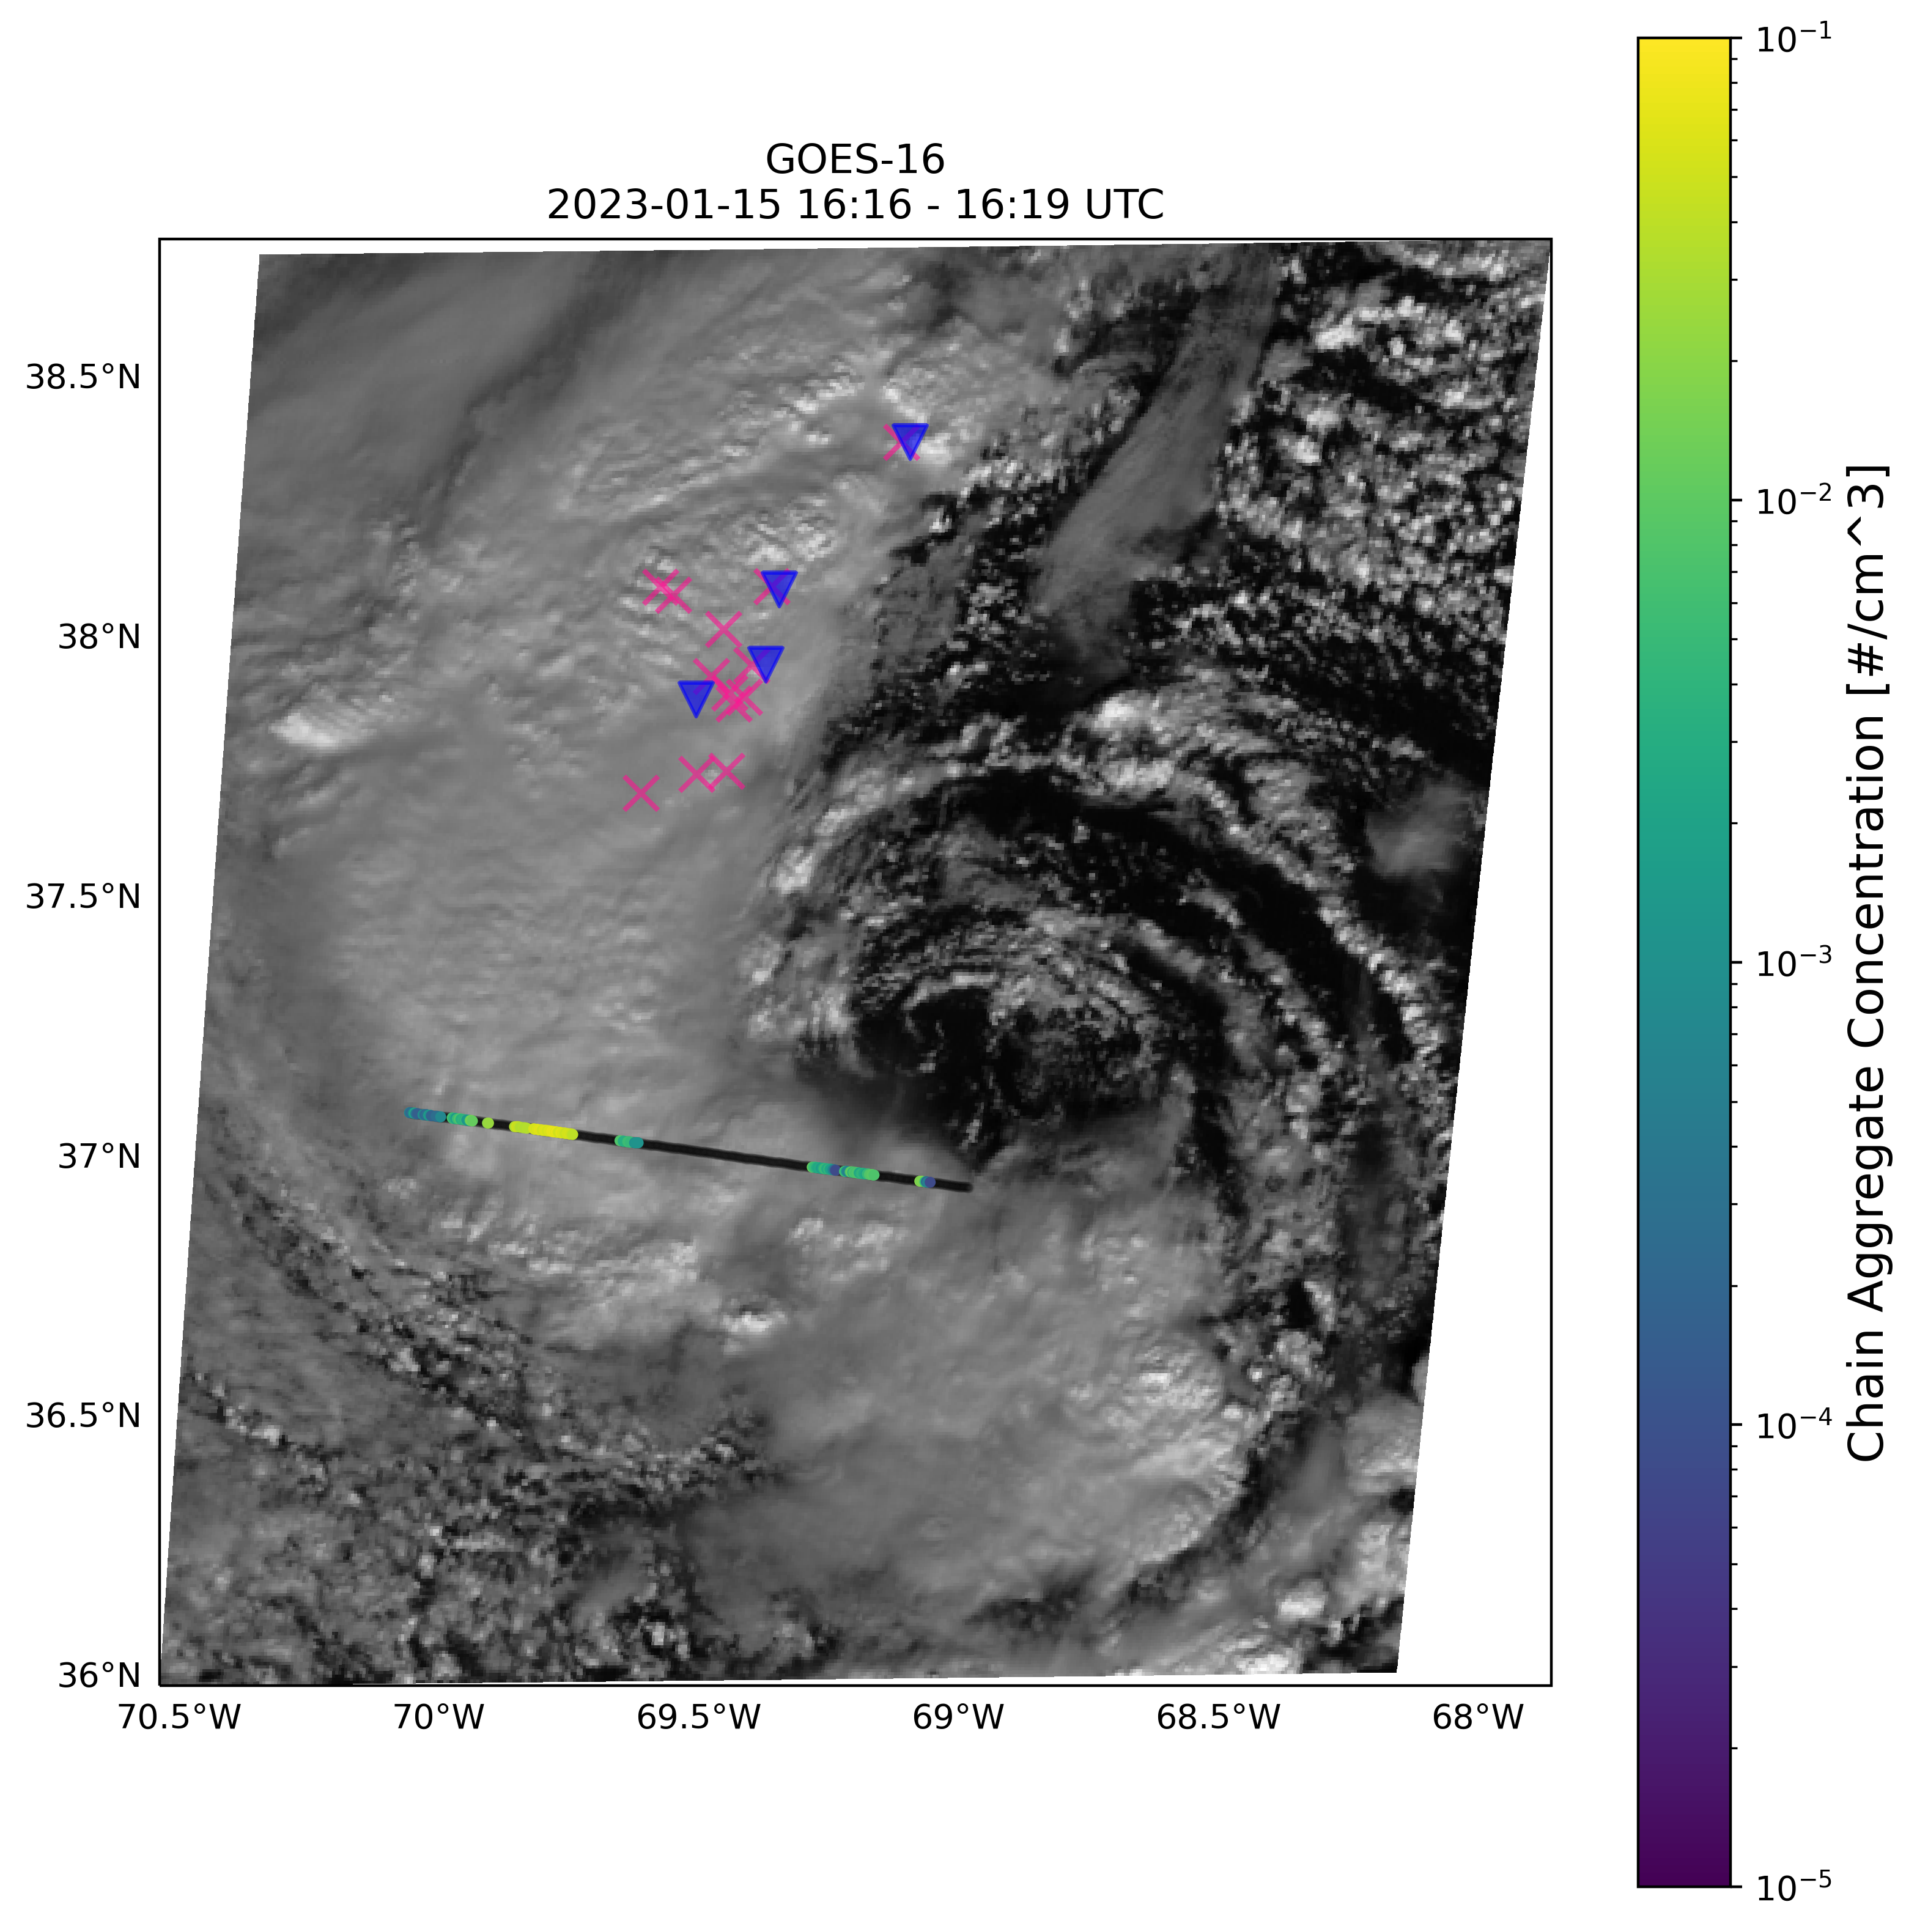 GOES-16
2023-01-15 16:16 - 16:19 UTC
38.5°N
38°N
37.5°N
37°N
36.5°N
36°N
70.5°W
70°W
69.5°W
69°W
68.5°W
68°W
10⁻¹
10⁻²
10⁻³
10⁻⁴
10⁻⁵
Chain Aggregate Concentration [#/cm^3]